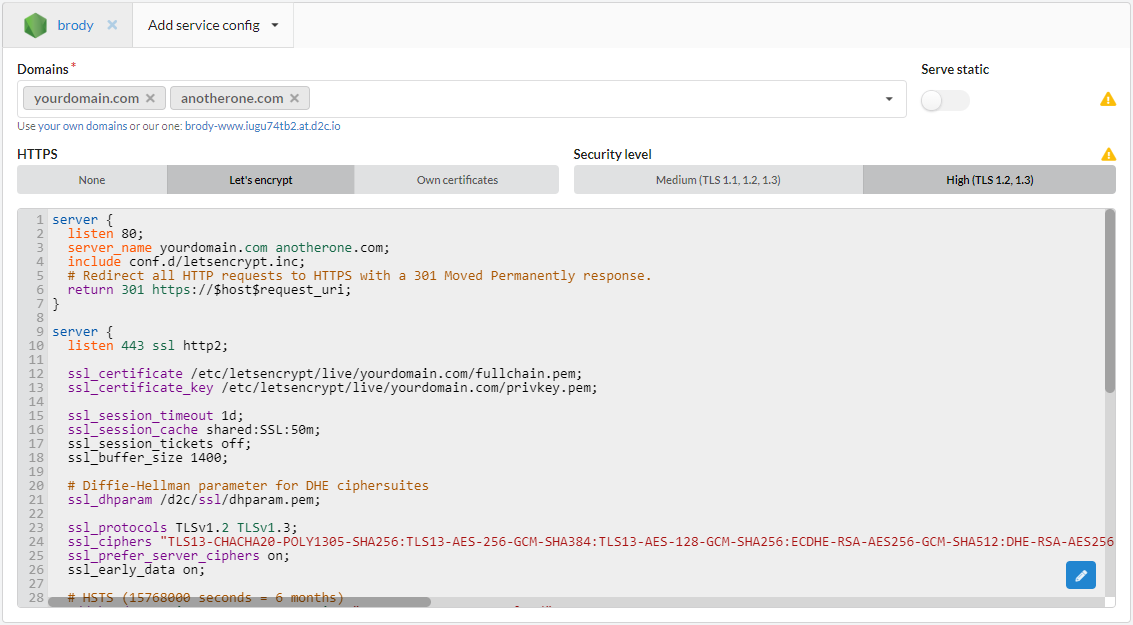 brody × Add service config
Domains *
Serve static
yourdomain.com × anotherone.com ×
Use your own domains or our one: brody-www.iugu74tb2.at.d2c.io
HTTPS
Security level
None Let's encrypt Own certificates
Medium (TLS 1.1, 1.2, 1.3) High (TLS 1.2, 1.3)
1 server {
2   listen 80;
3   server_name yourdomain.com anotherone.com;
4   include conf.d/letsencrypt.inc;
5   # Redirect all HTTP requests to HTTPS with a 301 Moved Permanently response.
6   return 301 https://$host$request_uri;
7 }
8
9 server {
10   listen 443 ssl http2;
11
12   ssl_certificate /etc/letsencrypt/live/yourdomain.com/fullchain.pem;
13   ssl_certificate_key /etc/letsencrypt/live/yourdomain.com/privkey.pem;
14
15   ssl_session_timeout 1d;
16   ssl_session_cache shared:SSL:50m;
17   ssl_session_tickets off;
18   ssl_buffer_size 1400;
19
20   # Diffie-Hellman parameter for DHE ciphersuites
21   ssl_dhparam /d2c/ssl/dhparam.pem;
22
23   ssl_protocols TLSv1.2 TLSv1.3;
24   ssl_ciphers "TLS13-CHACHA20-POLY1305-SHA256:TLS13-AES-256-GCM-SHA384:TLS13-AES-128-GCM-SHA256:ECDHE-RSA-AES256-GCM-SHA512:DHE-RSA-AES256
25   ssl_prefer_server_ciphers on;
26   ssl_early_data on;
27
28   # HSTS (15768000 seconds = 6 months)